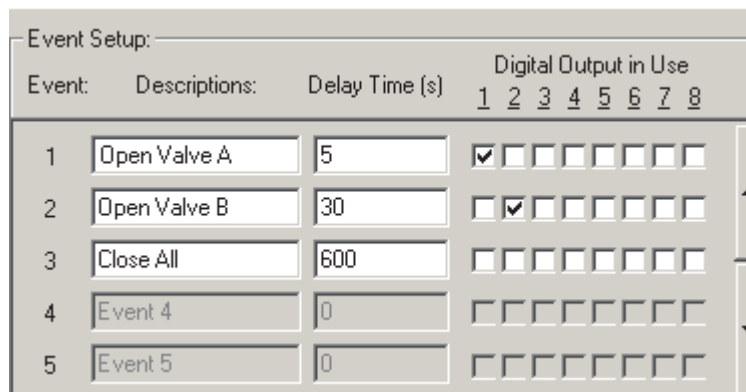 Event Setup:
Digital Output in Use
Event: Descriptions: Delay Time (s) 1 2 3 4 5 6 7 8
1 Open Valve A 5
2 Open Valve B 30
3 Close All 600
4 Event 4 0
5 Event 5 0